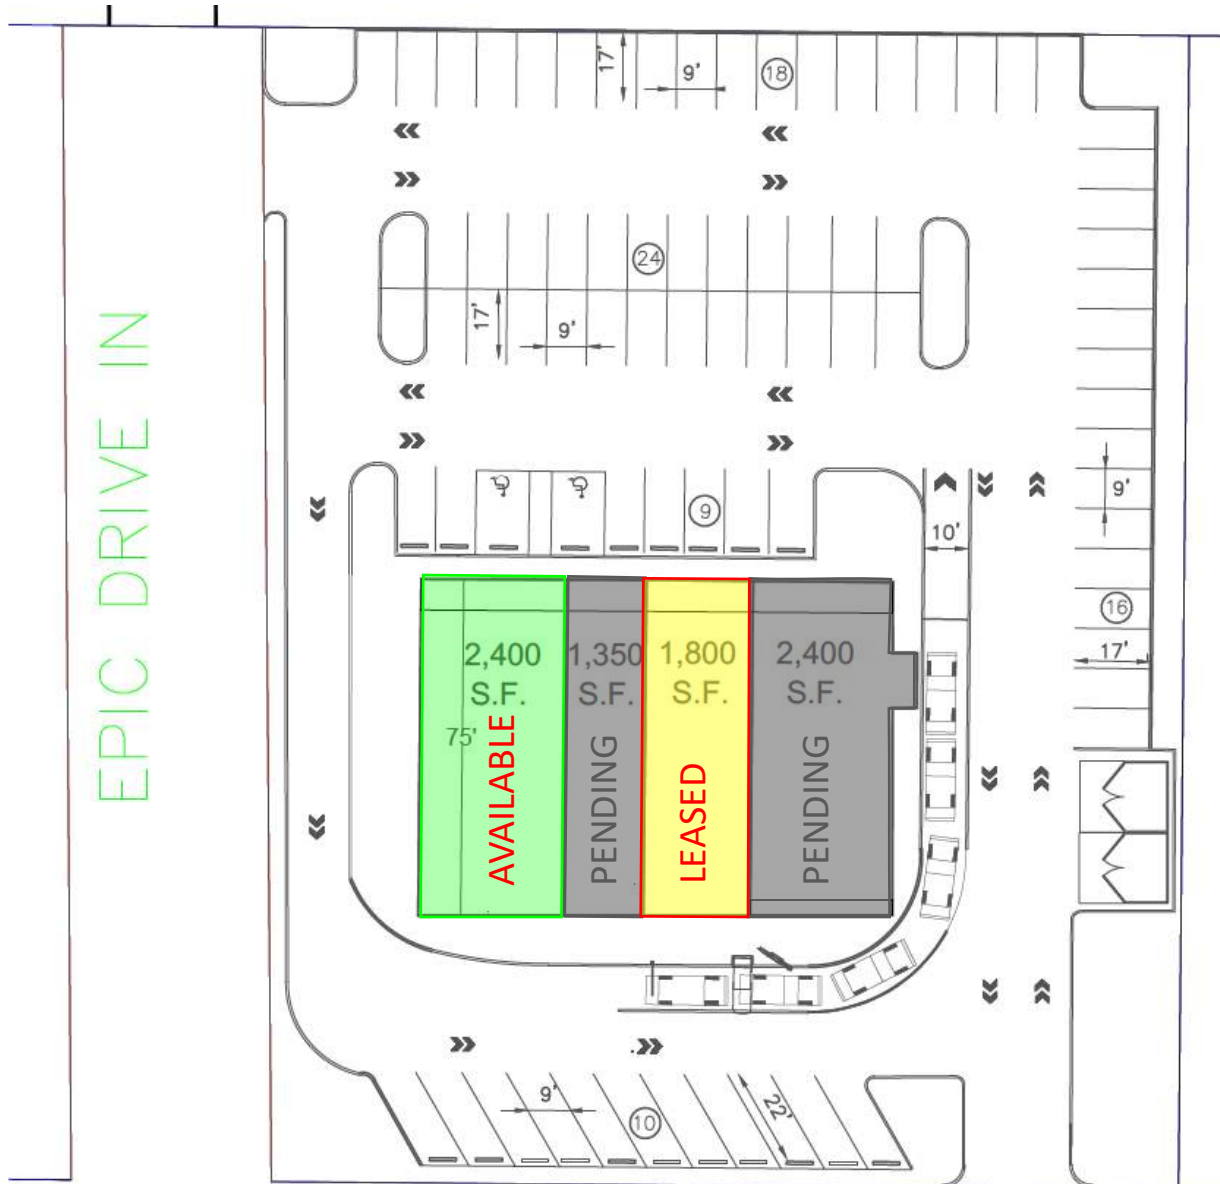 17'
9'
18
24
17'
9'
EPIC DRIVE IN
9
10'
9'
16
17'
2,400
S.F.
75'
AVAILABLE
1,350
S.F.
PENDING
1,800
S.F.
LEASED
2,400
S.F.
PENDING
9'
10
22'